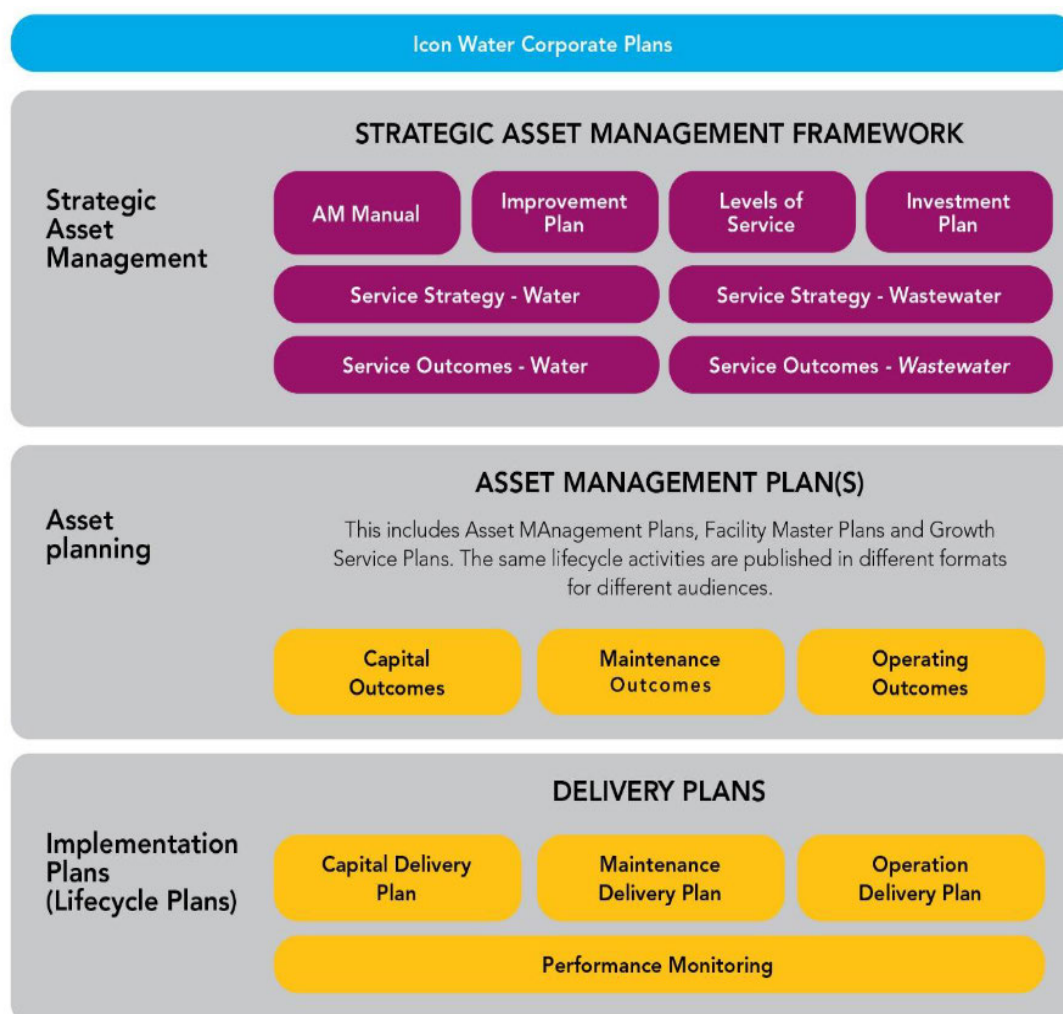 Icon Water Corporate Plans
STRATEGIC ASSET MANAGEMENT FRAMEWORK
Strategic
Asset
Management
AM Manual
Improvement
Plan
Levels of
Service
Investment
Plan
Service Strategy - Water
Service Strategy - Wastewater
Service Outcomes - Water
Service Outcomes - Wastewater
ASSET MANAGEMENT PLAN(S)
Asset
planning
This includes Asset MAnagement Plans, Facility Master Plans and Growth
Service Plans. The same lifecycle activities are published in different formats
for different audiences.
Capital
Outcomes
Maintenance
Outcomes
Operating
Outcomes
DELIVERY PLANS
Implementation
Plans
(Lifecycle Plans)
Capital Delivery
Plan
Maintenance
Delivery Plan
Operation
Delivery Plan
Performance Monitoring